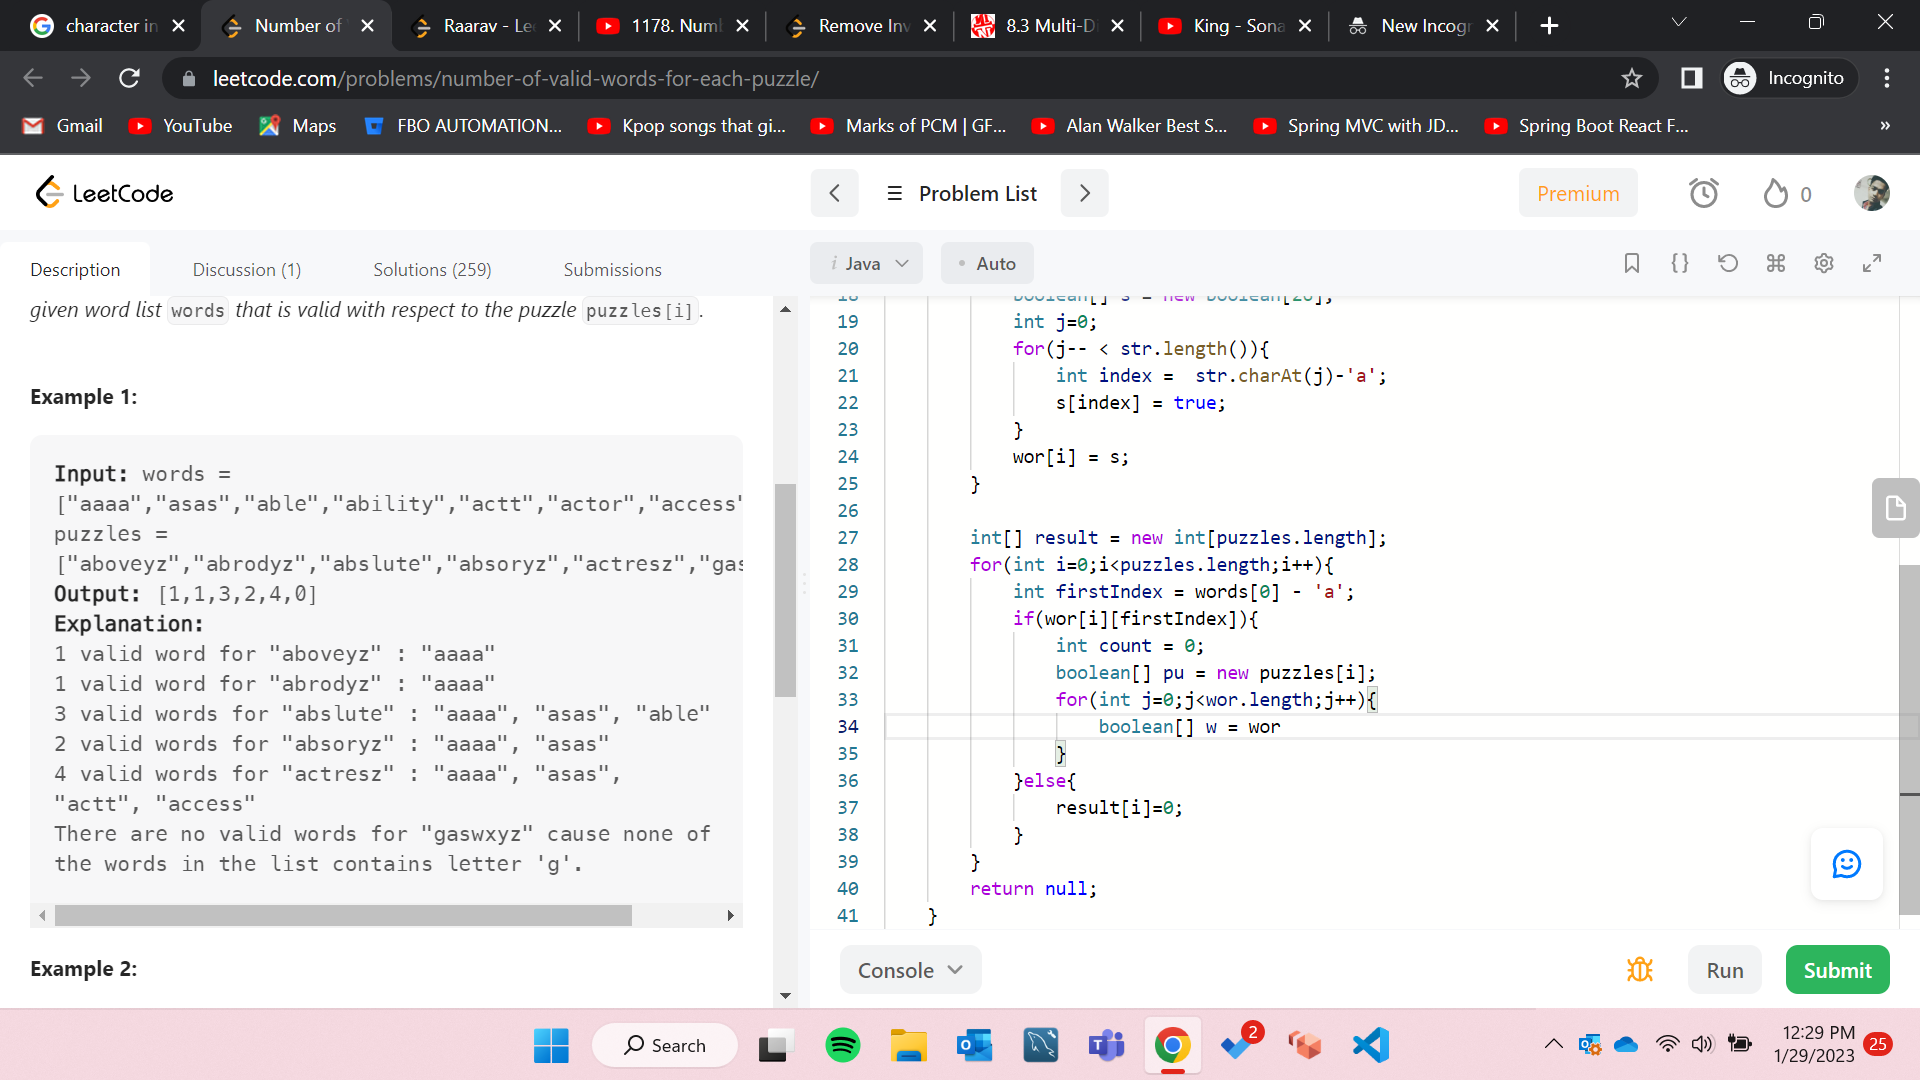 character in
Number of
Raarav - Le
1178. Num
Remove Inv
8.3 Multi-Di
King - Sona
New Incogr
leetcode.com/problems/number-of-valid-words-for-each-puzzle/
Incognito
Gmail
YouTube
Maps
FBO AUTOMATION...
Kpop songs that gi...
Marks of PCM | GF...
Alan Walker Best S...
Spring MVC with JD...
Spring Boot React F...
»
LeetCode
Problem List
Premium
0
Description
Discussion (1)
Solutions (259)
Submissions
i Java
Auto
given word list words that is valid with respect to the puzzle puzzles[i].
Example 1:
Input: words =
["aaaa","asas","able","ability","actt","actor","access"
puzzles =
["aboveyz","abrodyz","abslute","absoryz","actresz","gas
Output: [1,1,3,2,4,0]
Explanation:
1 valid word for "aboveyz" : "aaaa"
1 valid word for "abrodyz" : "aaaa"
3 valid words for "abslute" : "aaaa", "asas", "able"
2 valid words for "absoryz" : "aaaa", "asas"
4 valid words for "actresz" : "aaaa", "asas",
"actt", "access"
There are no valid words for "gaswxyz" cause none of
the words in the list contains letter 'g'.
Example 2:
18 boolean[] s = new boolean[26];
19 int j=0;
20 for(j-- < str.length()){
21 int index =  str.charAt(j)-'a';
22 s[index] = true;
23 }
24 wor[i] = s;
25 }
26
27 int[] result = new int[puzzles.length];
28 for(int i=0;i<puzzles.length;i++){
29 int firstIndex = words[0] - 'a';
30 if(wor[i][firstIndex]){
31 int count = 0;
32 boolean[] pu = new puzzles[i];
33 for(int j=0;j<wor.length;j++){
34 boolean[] w = wor
35 }
36 }else{
37 result[i]=0;
38 }
39 }
40 return null;
41 }
Console
Run
Submit
Search
2
12:29 PM
1/29/2023
25